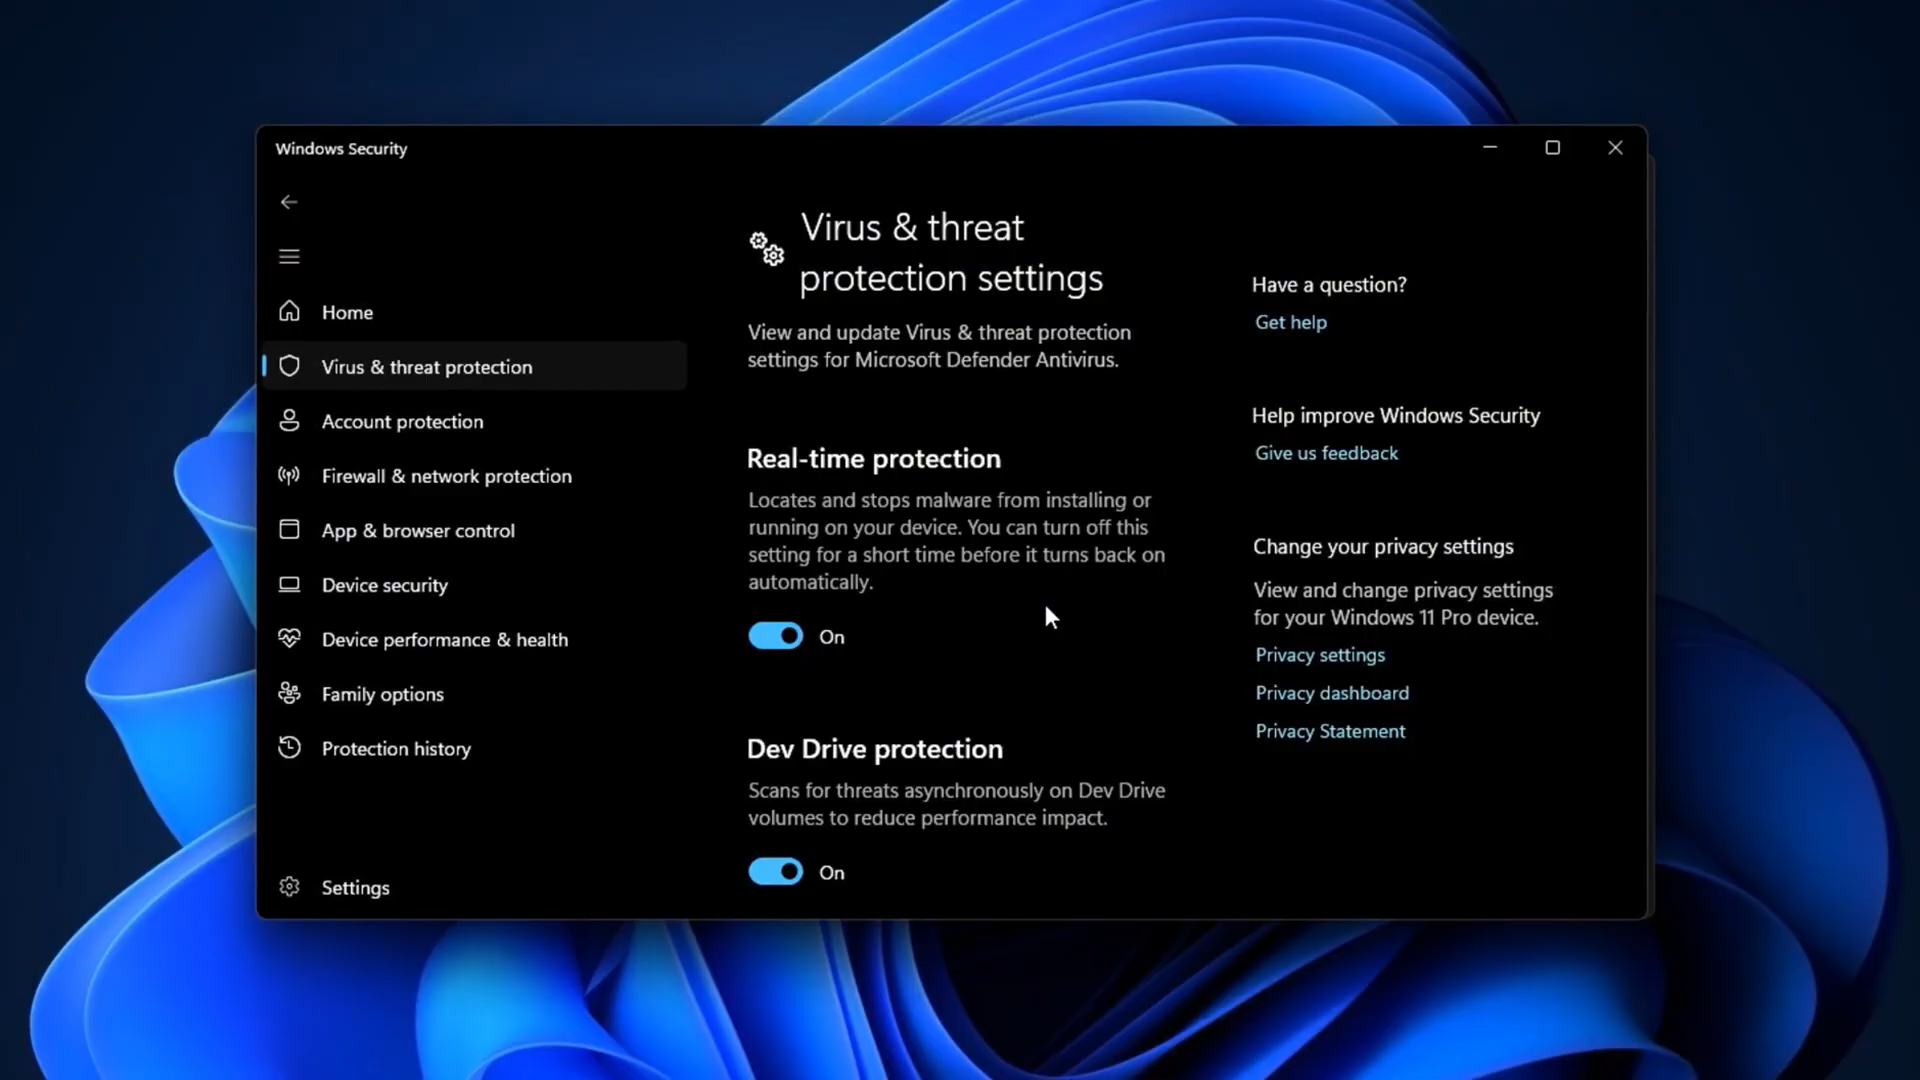 Windows Security
Home
Virus & threat protection
Account protection
Firewall & network protection
App & browser control
Device security
Device performance & health
Family options
Protection history
Settings
Virus & threat
protection settings
View and update Virus & threat protection
settings for Microsoft Defender Antivirus.
Real-time protection
Locates and stops malware from installing or
running on your device. You can turn off this
setting for a short time before it turns back on
automatically.
On
Dev Drive protection
Scans for threats asynchronously on Dev Drive
volumes to reduce performance impact.
On
Have a question?
Get help
Help improve Windows Security
Give us feedback
Change your privacy settings
View and change privacy settings
for your Windows 11 Pro device.
Privacy settings
Privacy dashboard
Privacy Statement